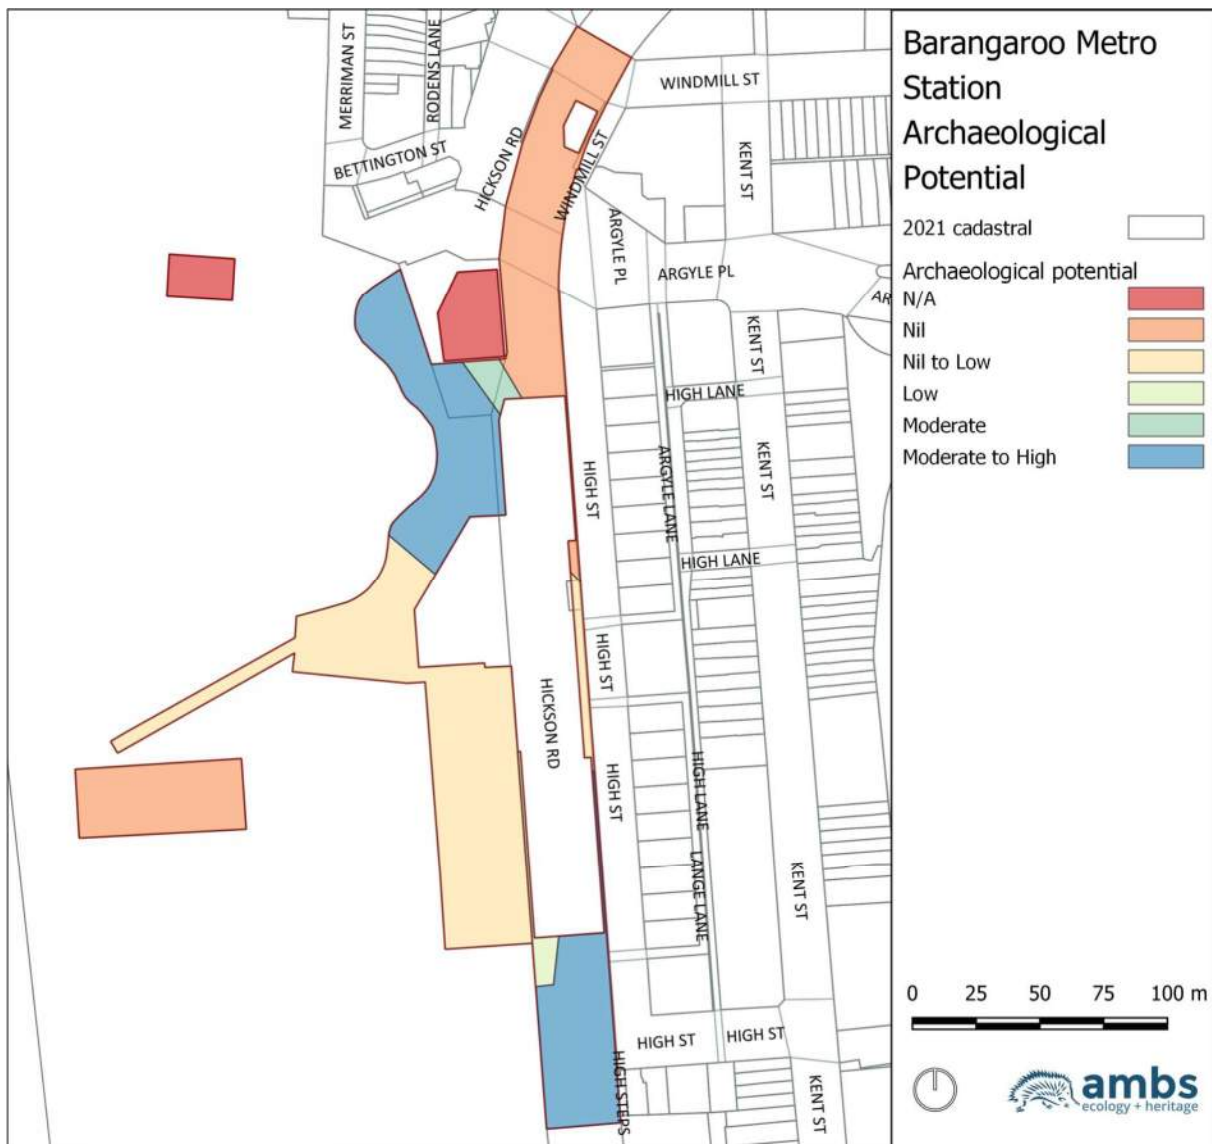 Barangaroo Metro
Station
Archaeological
Potential
2021 cadastral
Archaeological potential
N/A
Nil
Nil to Low
Low
Moderate
Moderate to High
0 25 50 75 100 m
ambs
ecology + heritage
MERRIMAN ST
RODENS LANE
BETTINGTON ST
HICKSON RD
WINDMILL ST
WINDMILL ST
KENT ST
ARGYLE PL
ARGYLE PL
AR
KENT ST
HIGH LANE
ARGYLE LANE
KENT ST
HIGH ST
HIGH LANE
HIGH ST
HICKSON RD
HIGH ST
HIGH LANE
LANGE LANE
KENT ST
HIGH ST
HIGH ST
HIGH STEPS
KENT ST